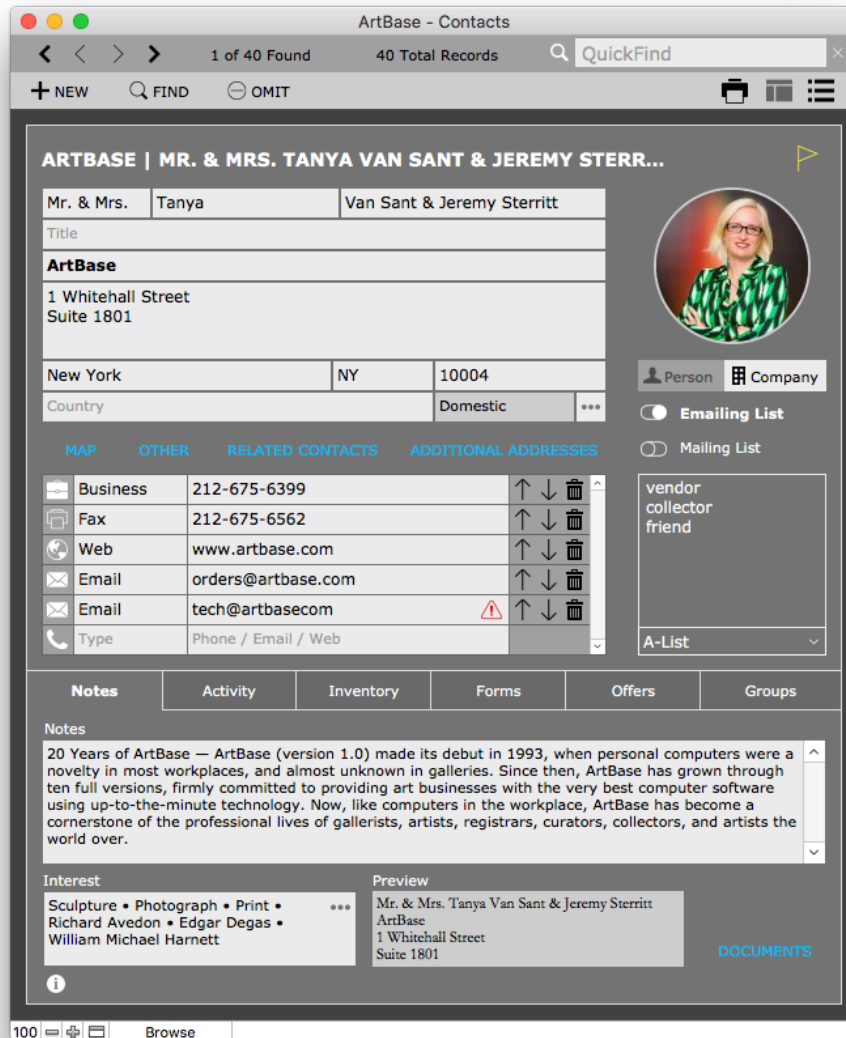 ArtBase - Contacts
1 of 40 Found 40 Total Records QuickFind
NEW FIND OMIT
ARTBASE | MR. & MRS. TANYA VAN SANT & JEREMY STERR...
Mr. & Mrs. Tanya Van Sant & Jeremy Sterritt
Title
ArtBase
1 Whitehall Street
Suite 1801
New York NY 10004
Country Domestic
Person Company
Emailing List
Mailing List
MAP OTHER RELATED CONTACTS ADDITIONAL ADDRESSES
Business 212-675-6399
Fax 212-675-6562
Web www.artbase.com
Email orders@artbase.com
Email tech@artbasecom
Type Phone / Email / Web
vendor
collector
friend
A-List
Notes Activity Inventory Forms Offers Groups
Notes
20 Years of ArtBase — ArtBase (version 1.0) made its debut in 1993, when personal computers were a
novelty in most workplaces, and almost unknown in galleries. Since then, ArtBase has grown through
ten full versions, firmly committed to providing art businesses with the very best computer software
using up-to-the-minute technology. Now, like computers in the workplace, ArtBase has become a
cornerstone of the professional lives of gallerists, artists, registrars, curators, collectors, and artists the
world over.
Interest
Sculpture • Photograph • Print •
Richard Avedon • Edgar Degas •
William Michael Harnett
Preview
Mr. & Mrs. Tanya Van Sant & Jeremy Sterritt
ArtBase
1 Whitehall Street
Suite 1801
DOCUMENTS
100 Browse